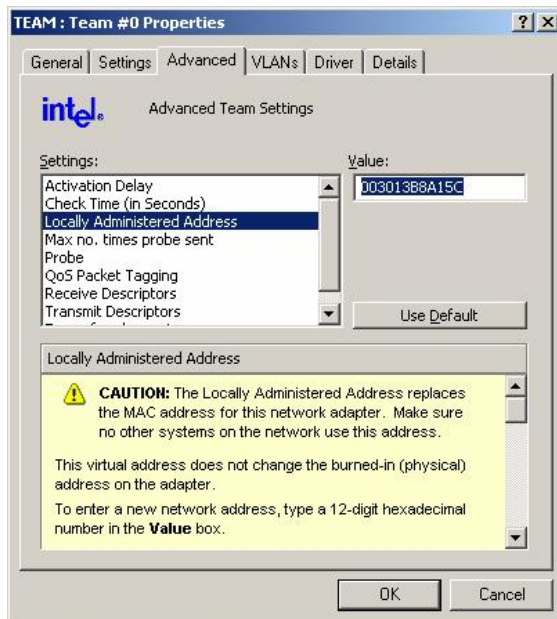 TEAM : Team #0 Properties
General
Settings
Advanced
VLANs
Driver
Details
intel.
Advanced Team Settings
Settings:
Activation Delay
Check Time (in Seconds)
Locally Administered Address
Max no. times probe sent
Probe
QoS Packet Tagging
Receive Descriptors
Transmit Descriptors
Value:
003013B8A15C
Use Default
Locally Administered Address
CAUTION: The Locally Administered Address replaces
the MAC address for this network adapter. Make sure
no other systems on the network use this address.
This virtual address does not change the burned-in (physical)
address on the adapter.
To enter a new network address, type a 12-digit hexadecimal
number in the Value box.
OK
Cancel